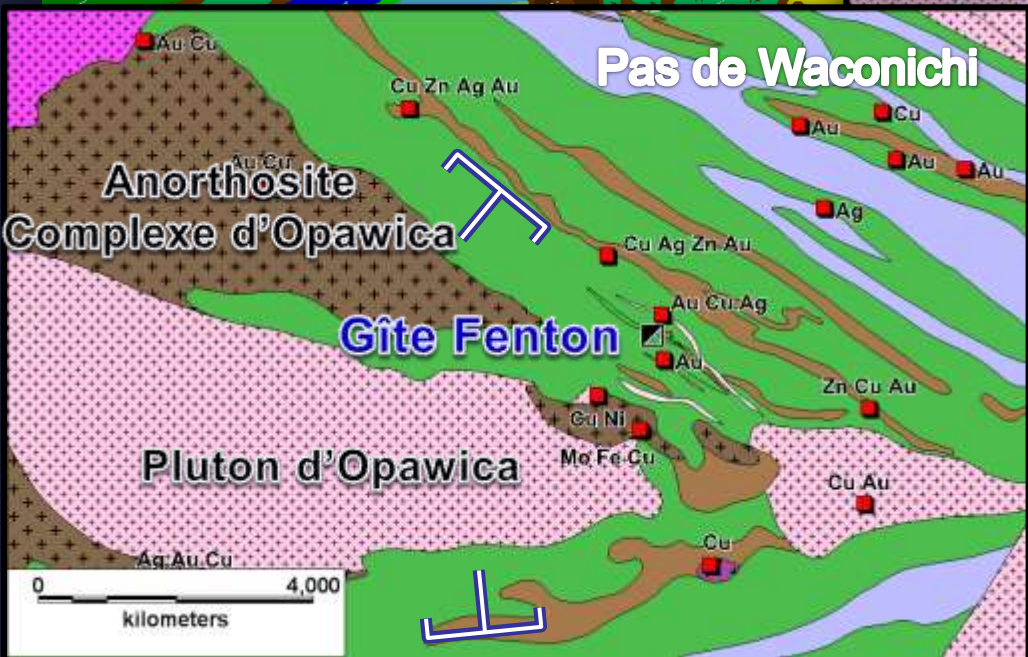 Au Cu
Pas de Waconichi
Cu Zn Ag Au
Cu
Au
Au
Au
Au Cu
Anorthosite
Complexe d'Opawica
Ag
Cu Ag Zn Au
Au Cu Ag
Gîte Fenton
Au
Zn Cu Au
Cu Ni
Mo Fe Cu
Pluton d'Opawica
Cu Au
Cu
Ag Au Cu
0 4,000
kilometers